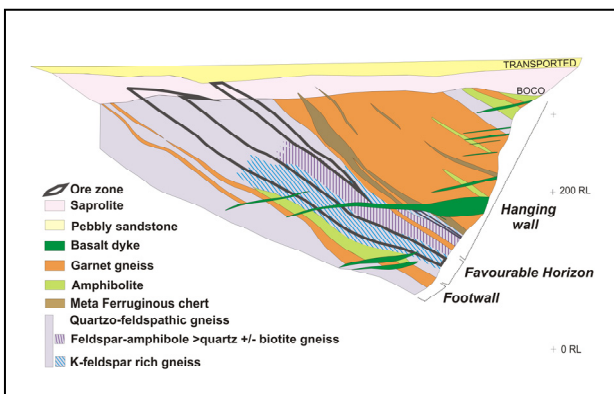 TRANSPORTED
BOCO
200 RL
Hanging
wall
Favourable Horizon
Footwall
0 RL
Ore zone
Saprolite
Pebbly sandstone
Basalt dyke
Garnet gneiss
Amphibolite
Meta Ferruginous chert
Quartzo-feldspathic gneiss
Feldspar-amphibole >quartz +/- biotite gneiss
K-feldspar rich gneiss